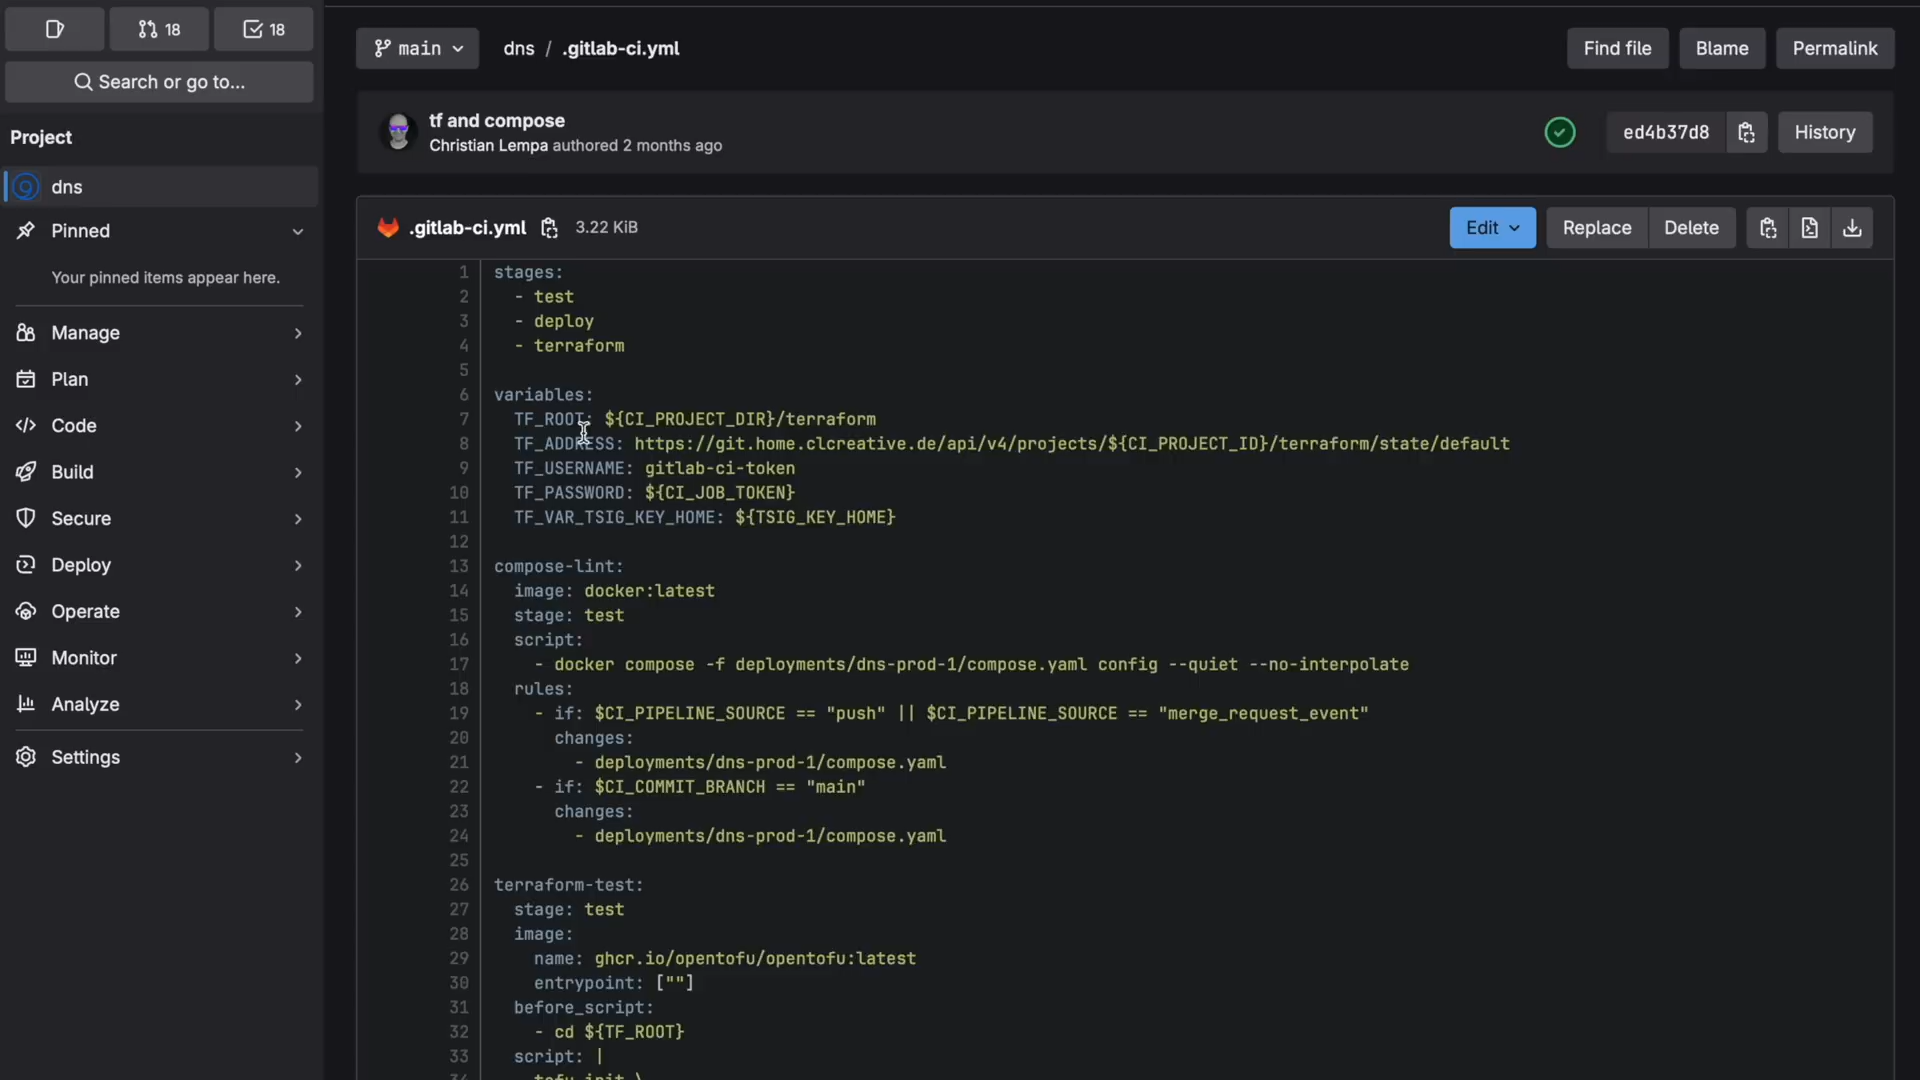 18
18
Search or go to...
Project
dns
Pinned
Your pinned items appear here.
Manage
Plan
Code
Build
Secure
Deploy
Operate
Monitor
Analyze
Settings
main
dns / .gitlab-ci.yml
Find file
Blame
Permalink
tf and compose
Christian Lempa authored 2 months ago
ed4b37d8
History
.gitlab-ci.yml 3.22 KiB
Edit
Replace
Delete
1 stages:
2 - test
3 - deploy
4 - terraform
5
6 variables:
7 TF_ROOT: ${CI_PROJECT_DIR}/terraform
8 TF_ADDRESS: https://git.home.clcreative.de/api/v4/projects/${CI_PROJECT_ID}/terraform/state/default
9 TF_USERNAME: gitlab-ci-token
10 TF_PASSWORD: ${CI_JOB_TOKEN}
11 TF_VAR_TSIG_KEY_HOME: ${TSIG_KEY_HOME}
12
13 compose-lint:
14 image: docker:latest
15 stage: test
16 script:
17 - docker compose -f deployments/dns-prod-1/compose.yaml config --quiet --no-interpolate
18 rules:
19 - if: $CI_PIPELINE_SOURCE == "push" || $CI_PIPELINE_SOURCE == "merge_request_event"
20 changes:
21 - deployments/dns-prod-1/compose.yaml
22 - if: $CI_COMMIT_BRANCH == "main"
23 changes:
24 - deployments/dns-prod-1/compose.yaml
25
26 terraform-test:
27 stage: test
28 image:
29 name: ghcr.io/opentofu/opentofu:latest
30 entrypoint: [""]
31 before_script:
32 - cd ${TF_ROOT}
33 script: |
34 tofu init \